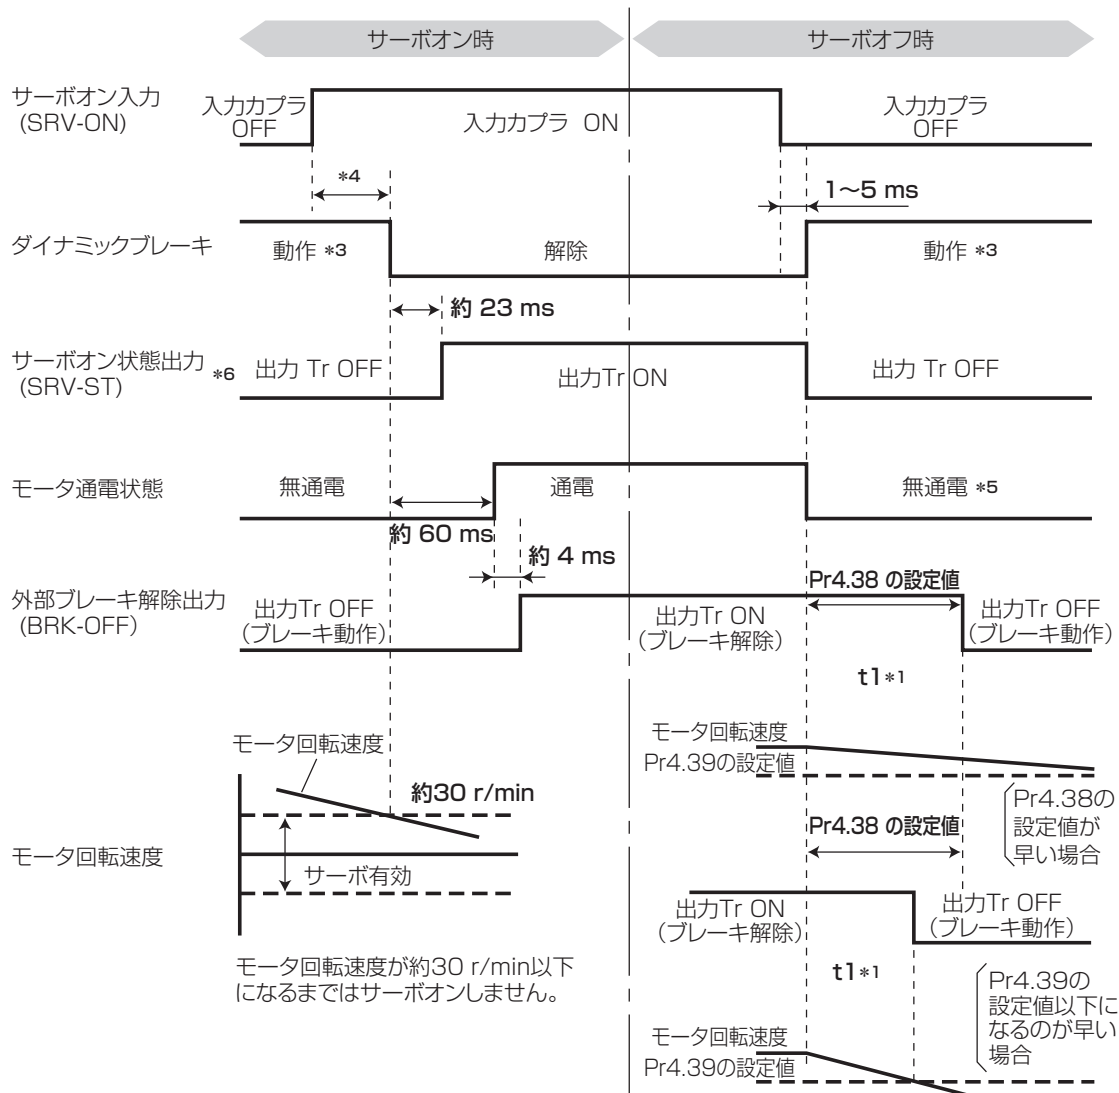 サーボオン時
サーボオフ時
サーボオン入力
(SRV-ON)
入力カプラ
OFF
入力カプラ ON
入力カプラ
OFF
*4
1~5 ms
ダイナミックブレーキ
動作 *3
解除
動作 *3
約 23 ms
サーボオン状態出力 *6
(SRV-ST)
出力 Tr OFF
出力Tr ON
出力 Tr OFF
モータ通電状態
無通電
通電
無通電 *5
約 60 ms
約 4 ms
Pr4.38 の設定値
外部ブレーキ解除出力
(BRK-OFF)
出力Tr OFF
(ブレーキ動作)
出力Tr ON
(ブレーキ解除)
出力Tr OFF
(ブレーキ動作)
t1*1
モータ回転速度
Pr4.39の設定値
Pr4.38の
設定値が
早い場合
モータ回転速度
モータ回転速度
約30 r/min
サーボ有効
モータ回転速度が約30 r/min以下
になるまではサーボオンしません。
Pr4.38 の設定値
出力Tr ON
(ブレーキ解除)
出力Tr OFF
(ブレーキ動作)
t1*1
Pr4.39の
設定値以下に
なるのが早い
場合
モータ回転速度
Pr4.39の設定値